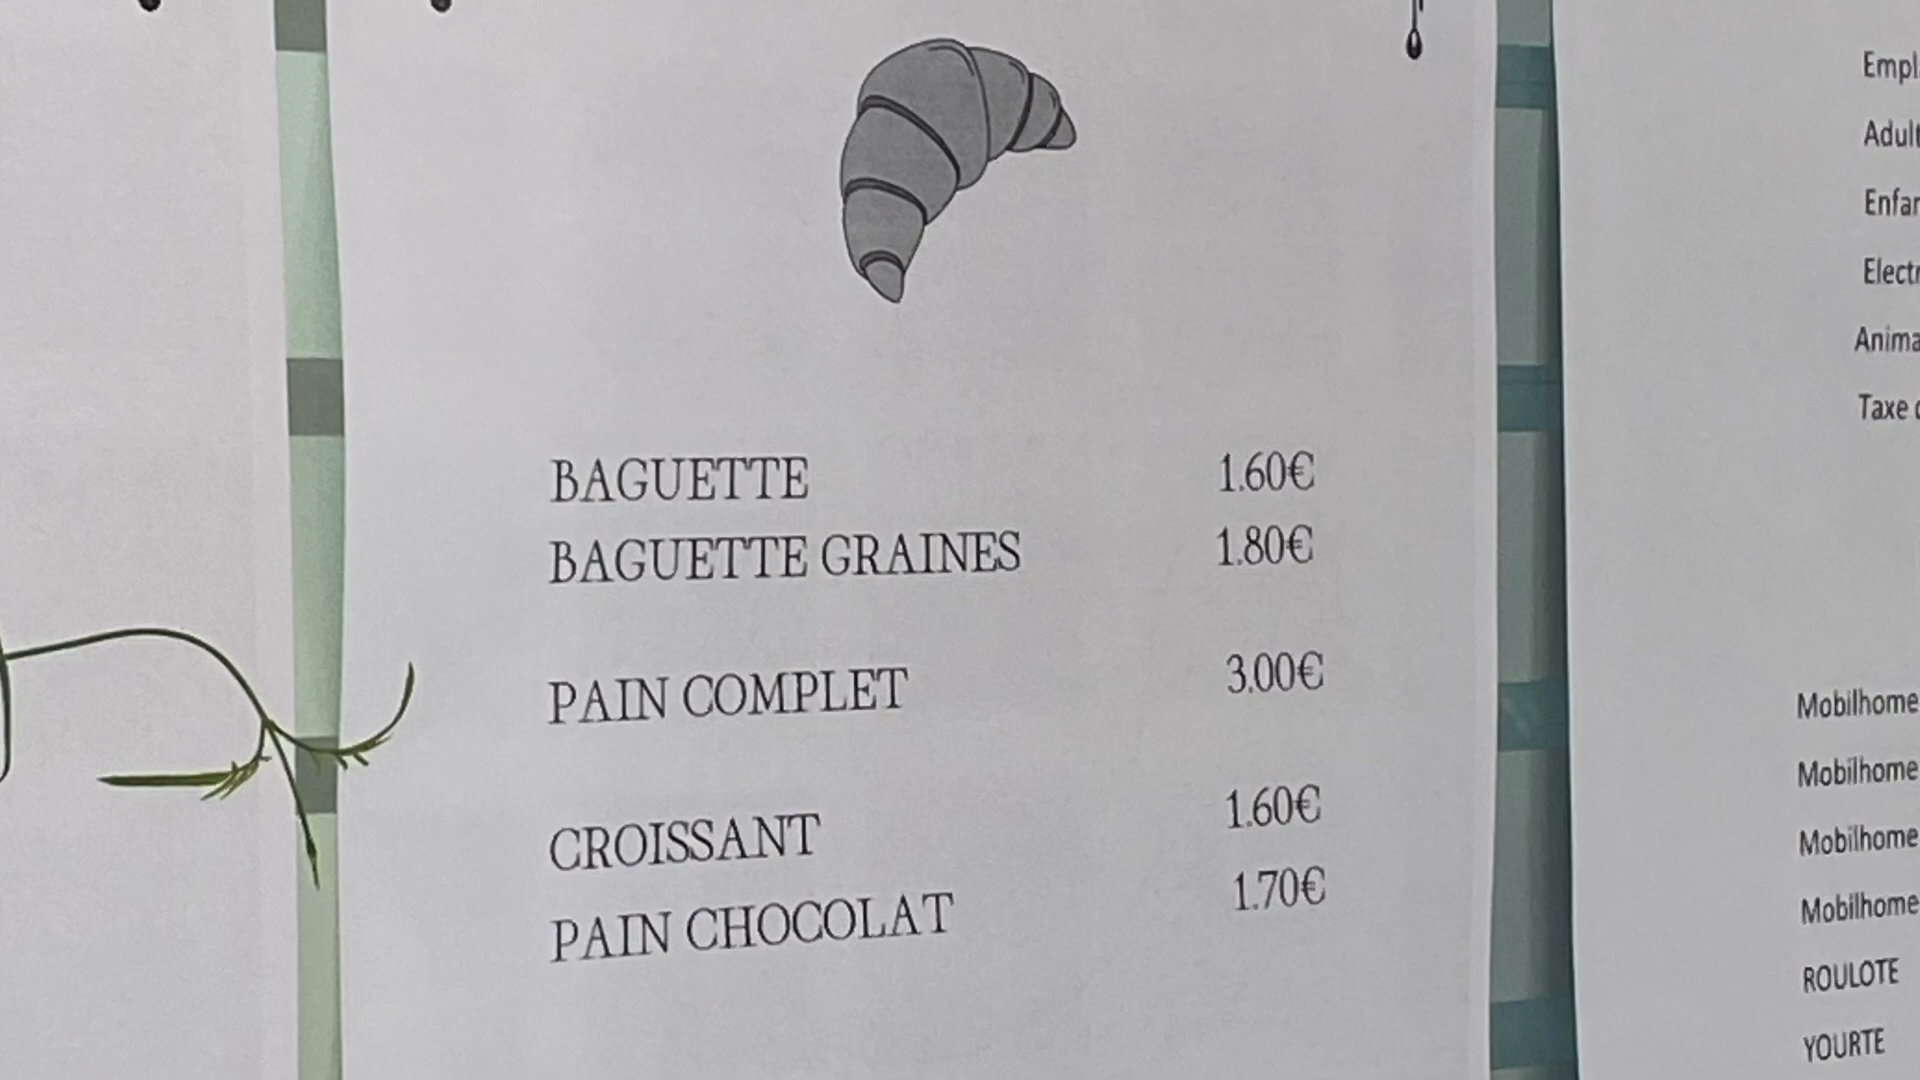 BAGUETTE 1.60€
BAGUETTE GRAINES 1.80€
PAIN COMPLET 3.00€
CROISSANT 1.60€
PAIN CHOCOLAT 1.70€
Taxe
Mobilhome
Mobilhome
Mobilhome
Mobilhome
ROULOTE
YOURTE